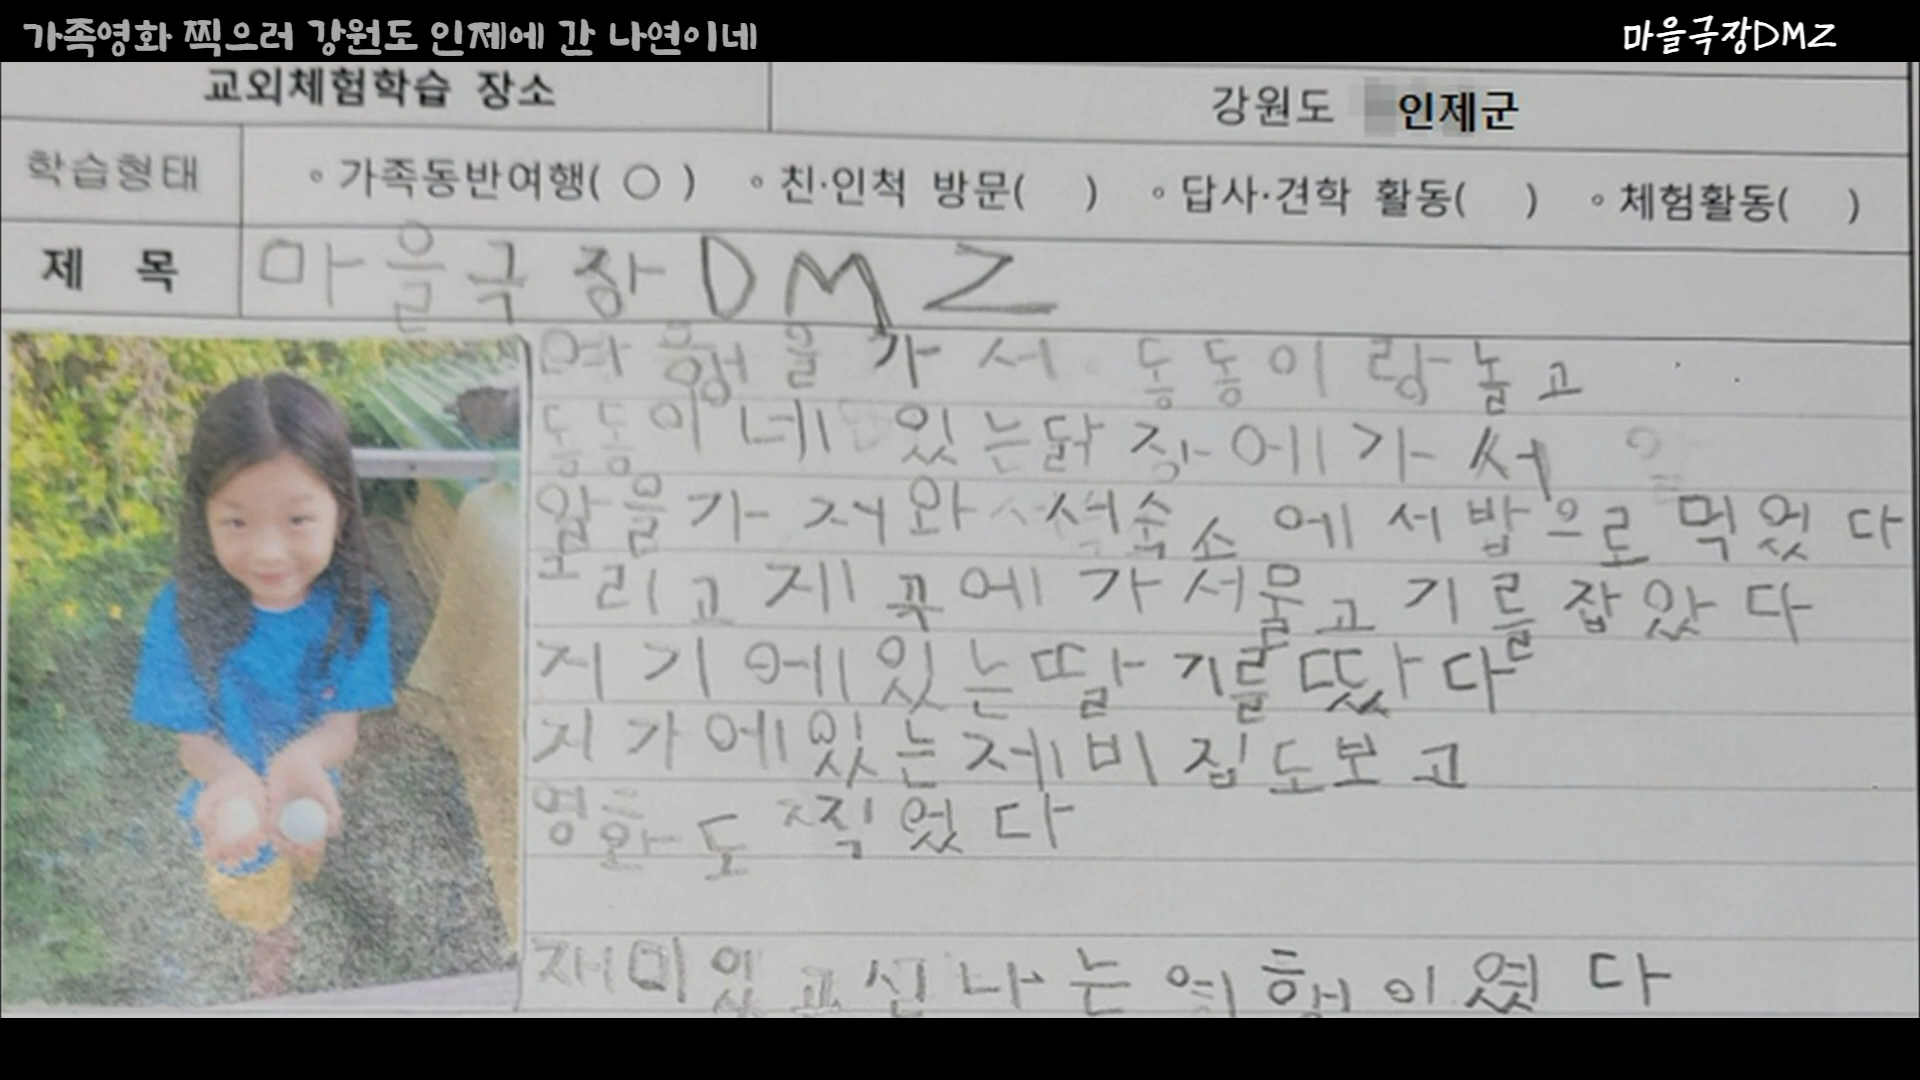 가족영화 찍으러 강원도 인제에 간 나연이네
마을극장DMZ
교외체험학습 장소 강원도 인제군
학습형태 ◦ 가족동반여행( ○ ) ◦ 친·인척 방문( ) ◦ 답사·견학 활동( ) ◦ 체험활동( )
제 목 마을극장DMZ
여행을가서 동동이랑놀고
동동이네 있는닭장에가서
알을가저와서숙소에서밥으로먹었다
그리고계곡에가서물고기를잡았다
저기에있는딸기를땄다
저가에있는제비집도보고
영화도찍었다
재미있고신나는여행이였다